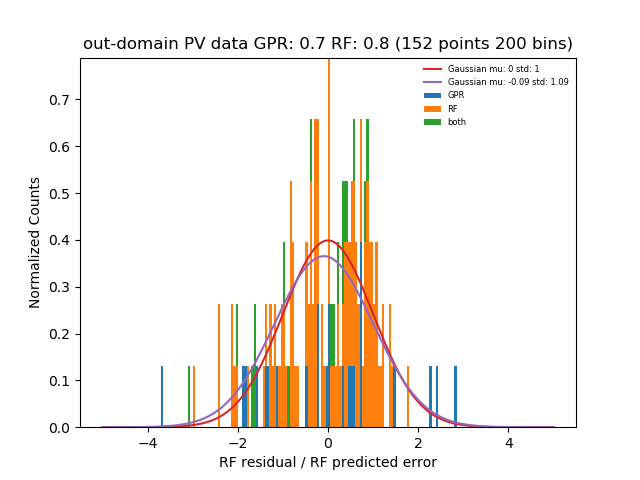 out-domain PV data GPR: 0.7 RF: 0.8 (152 points 200 bins)
Gaussian mu: 0 std: 1
Gaussian mu: -0.09 std: 1.09
GPR
RF
both
Normalized Counts
0.7
0.6
0.5
0.4
0.3
0.2
0.1
0.0
−4
−2
0
2
4
RF residual / RF predicted error